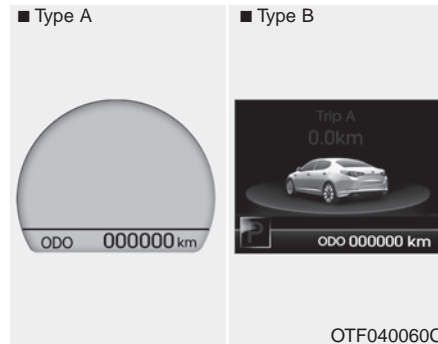 ■ Type A
ODO 000000 km
■ Type B
Trip A
0.0km
P
ODO 000000 km
OTF040060C